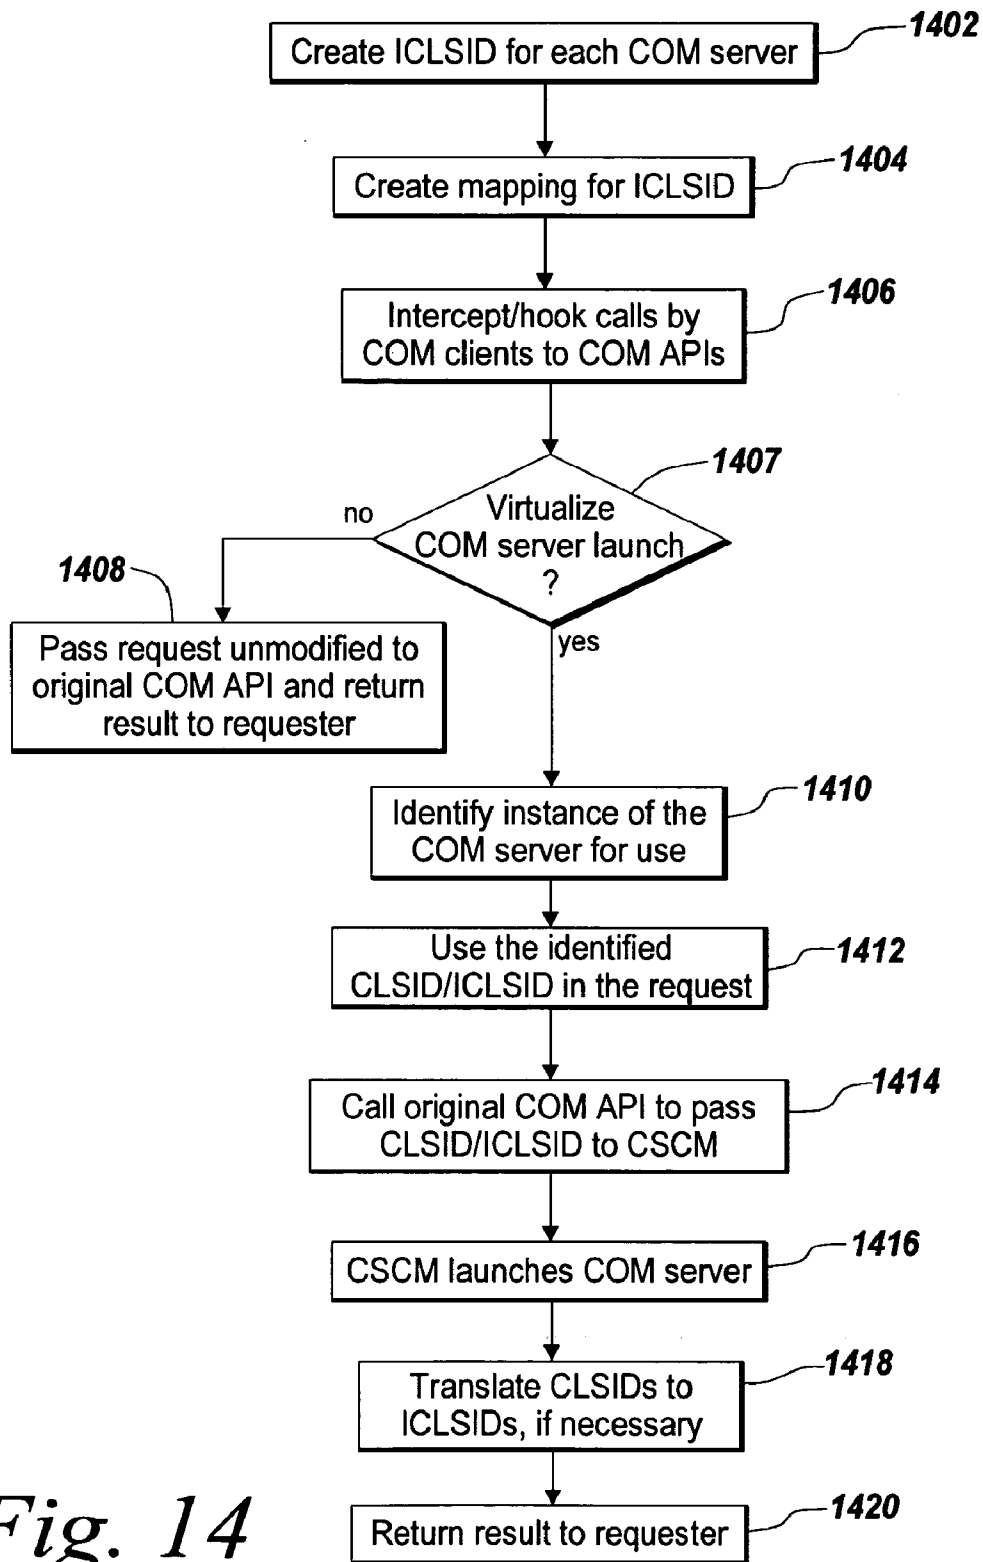 1402
Create ICLSID for each COM server
1404
Create mapping for ICLSID
1406
Intercept/hook calls by
COM clients to COM APIs
1407
Virtualize
COM server launch
?
no
yes
1408
Pass request unmodified to
original COM API and return
result to requester
1410
Identify instance of the
COM server for use
1412
Use the identified
CLSID/ICLSID in the request
1414
Call original COM API to pass
CLSID/ICLSID to CSCM
1416
CSCM launches COM server
1418
Translate CLSIDs to
ICLSIDs, if necessary
1420
Return result to requester
Fig. 14